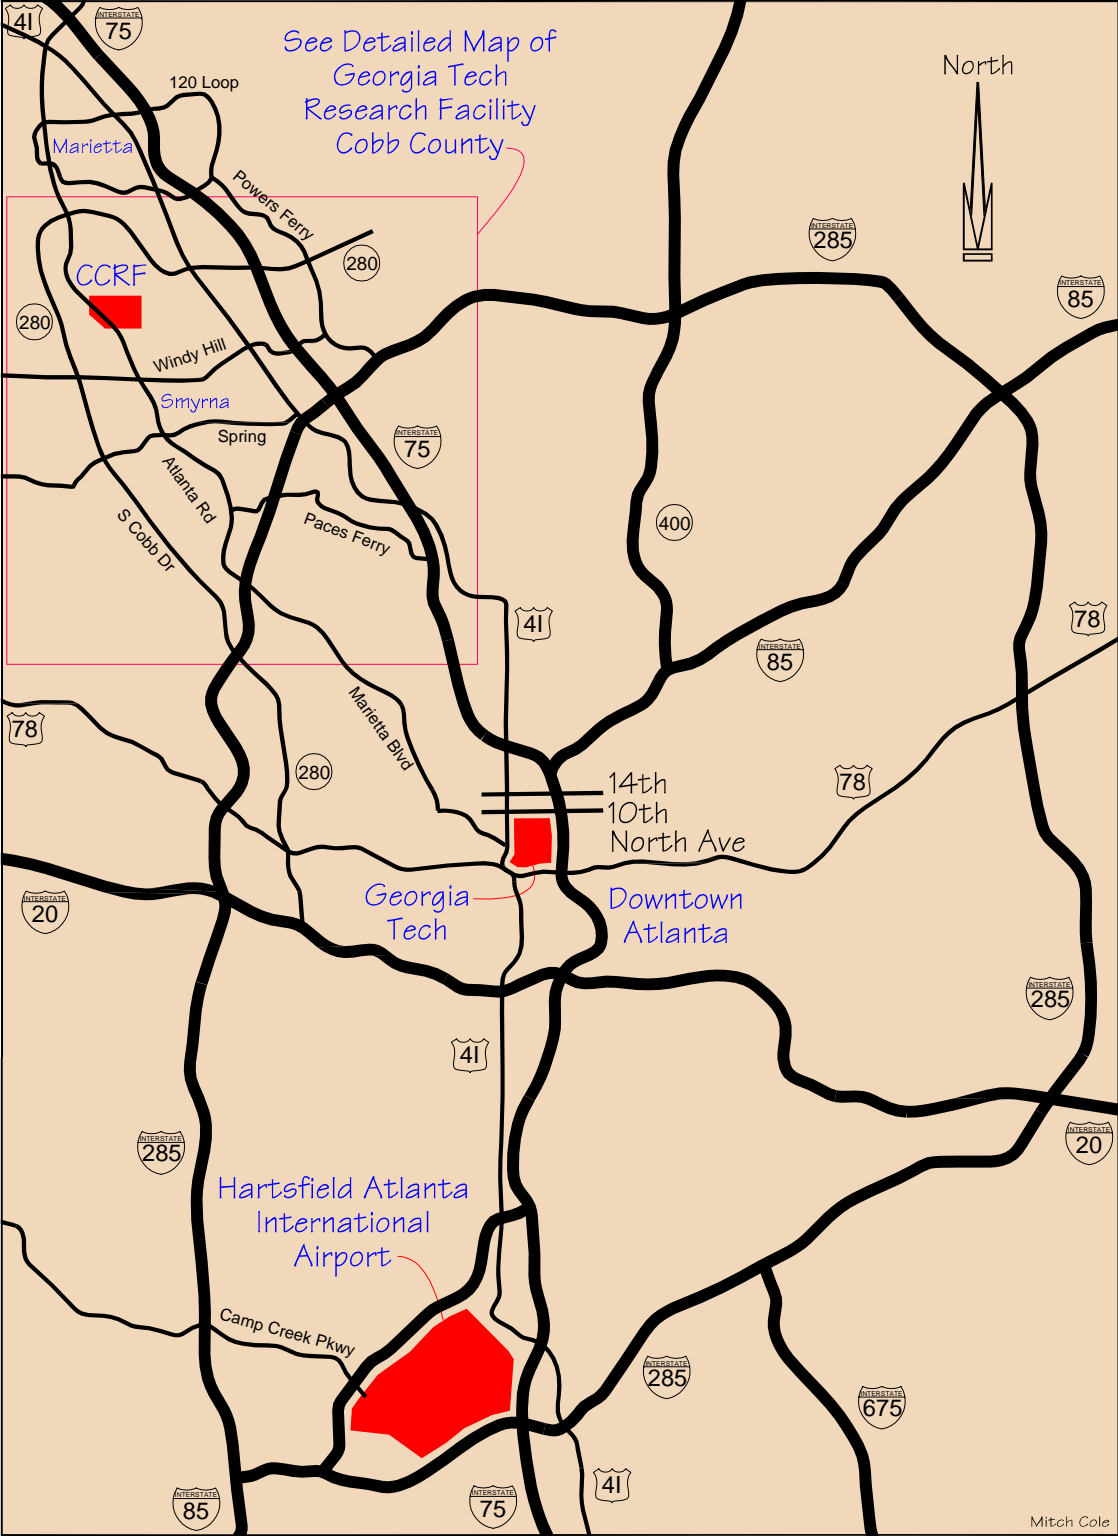 41
INTERSTATE
75
See Detailed Map of
Georgia Tech
Research Facility
Cobb County
North
120 Loop
Marietta
Powers Ferry
INTERSTATE
285
280
CCRF
INTERSTATE
85
280
Windy Hill
Smyrna
Spring
INTERSTATE
75
Atlanta Rd
S Cobb Dr
Paces Ferry
400
41
78
INTERSTATE
85
78
Marietta Blvd
280
14th
10th
North Ave
78
Georgia
Tech
Downtown
Atlanta
INTERSTATE
20
INTERSTATE
285
41
INTERSTATE
285
INTERSTATE
20
Hartsfield Atlanta
International
Airport
Camp Creek Pkwy
INTERSTATE
285
INTERSTATE
675
INTERSTATE
85
INTERSTATE
75
41
Mitch Cole